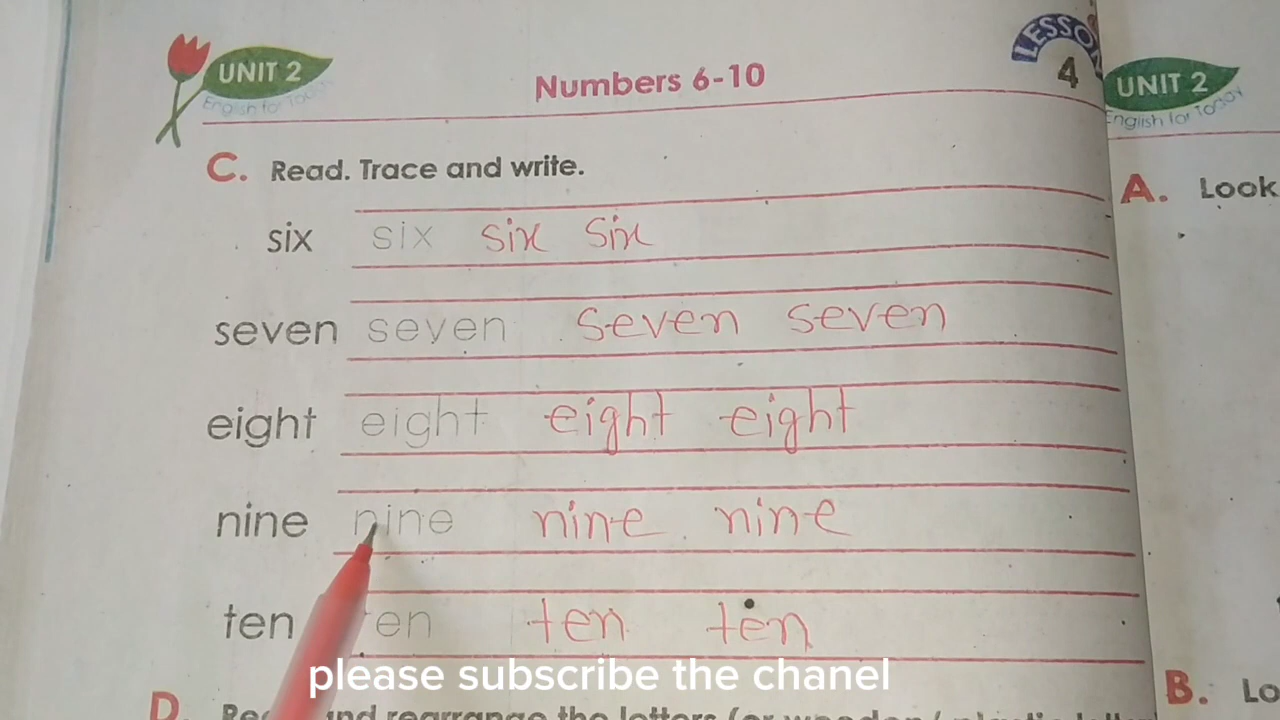 UNIT 2
English for Today
Numbers 6-10
LESSON
4
C. Read. Trace and write.
six six six six
seven seven seven seven
eight eight eight eight
nine nine nine nine
ten ten ten ten
please subscribe the chanel
D.
UNIT 2
English for Today
A. Look
B. Lo